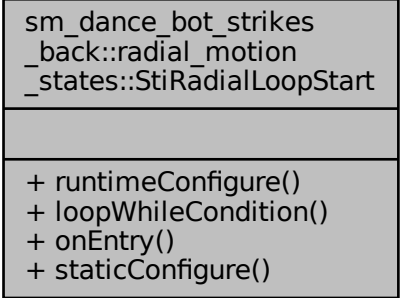 sm_dance_bot_strikes
_back::radial_motion
_states::StiRadialLoopStart
+ runtimeConfigure()
+ loopWhileCondition()
+ onEntry()
+ staticConfigure()